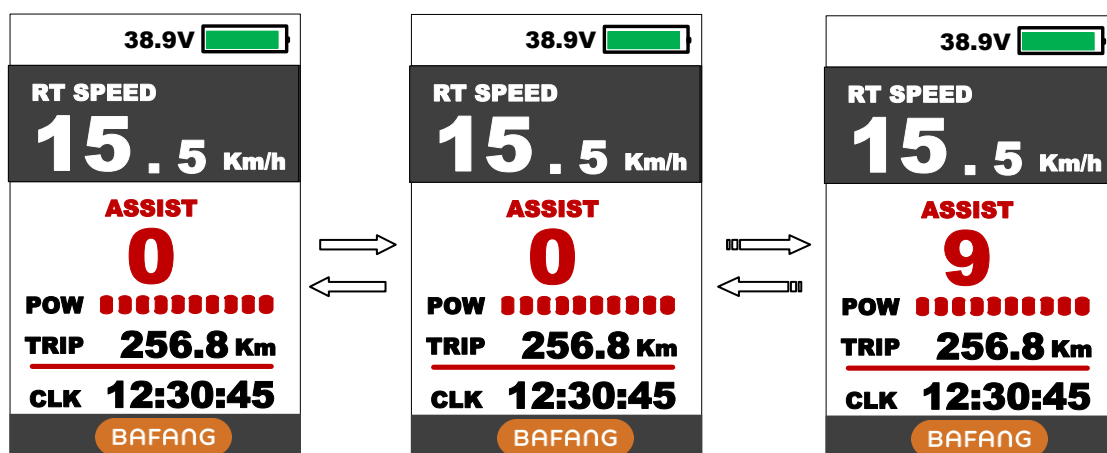 38.9V
RT SPEED
15.5 Km/h
ASSIST
0
POW
TRIP 256.8 Km
CLK 12:30:45
BAFANG
38.9V
RT SPEED
15.5 Km/h
ASSIST
0
POW
TRIP 256.8 Km
CLK 12:30:45
BAFANG
38.9V
RT SPEED
15.5 Km/h
ASSIST
9
POW
TRIP 256.8 Km
CLK 12:30:45
BAFANG